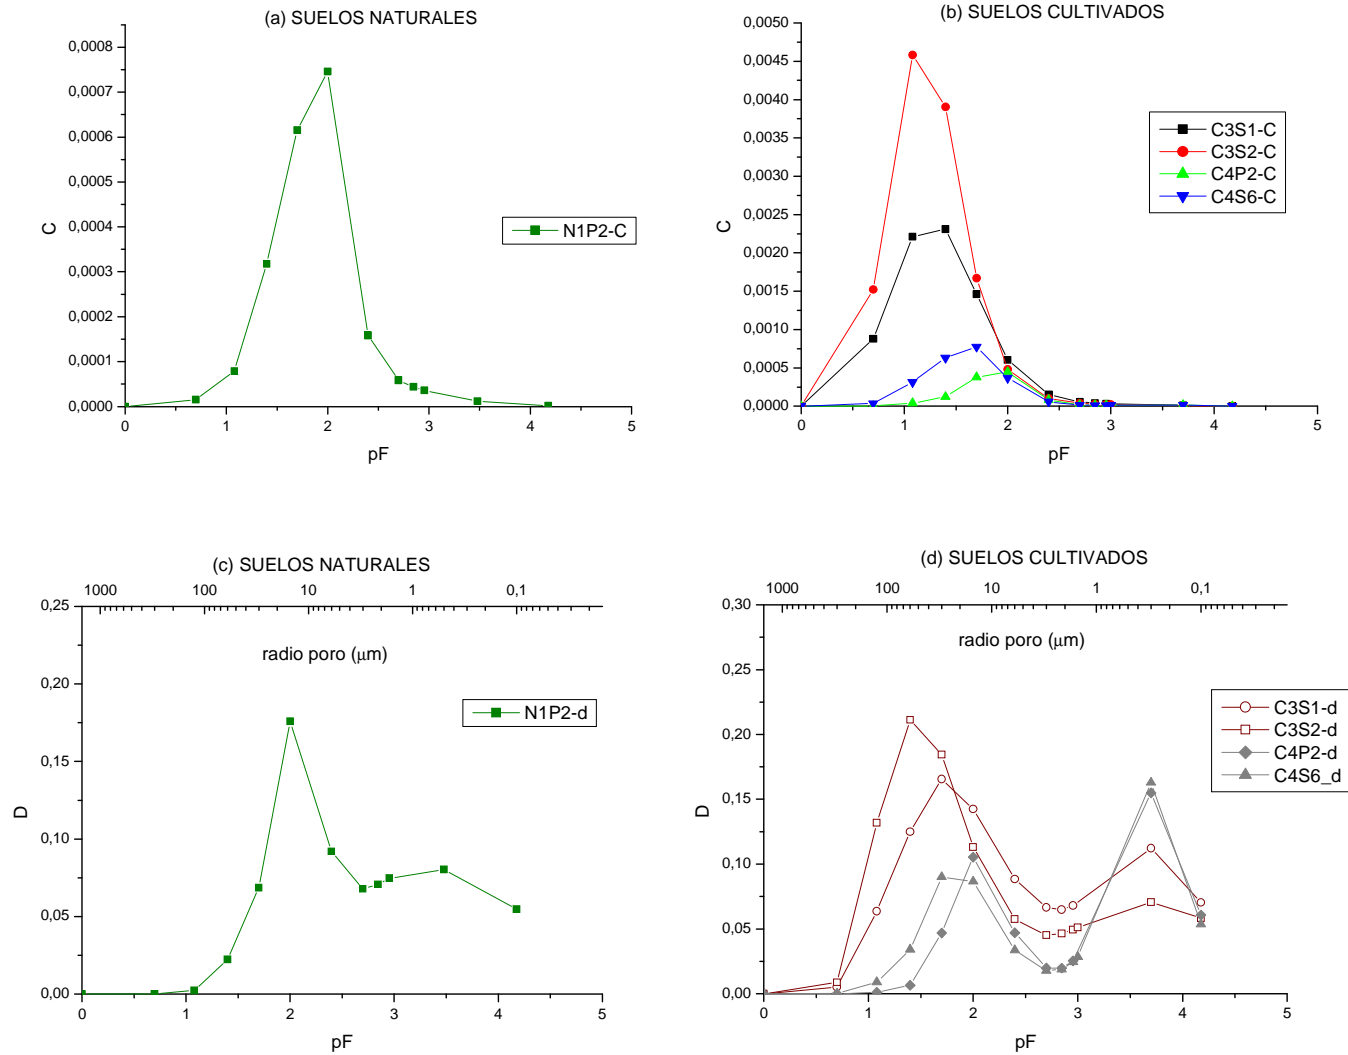 (a) SUELOS NATURALES
0,0008
0,0007
0,0006
0,0005
0,0004
0,0003
0,0002
0,0001
0,0000
C
N1P2-C
0 1 2 3 4 5
pF
(b) SUELOS CULTIVADOS
0,0050
0,0045
0,0040
0,0035
0,0030
0,0025
0,0020
0,0015
0,0010
0,0005
0,0000
C
C3S1-C
C3S2-C
C4P2-C
C4S6-C
0 1 2 3 4 5
pF
(c) SUELOS NATURALES
1000 100 10 1 0,1
radio poro (μm)
0,25
0,20
0,15
0,10
0,05
0,00
D
N1P2-d
0 1 2 3 4 5
pF
(d) SUELOS CULTIVADOS
1000 100 10 1 0,1
radio poro (μm)
0,30
0,25
0,20
0,15
0,10
0,05
0,00
D
C3S1-d
C3S2-d
C4P2-d
C4S6_d
0 1 2 3 4 5
pF